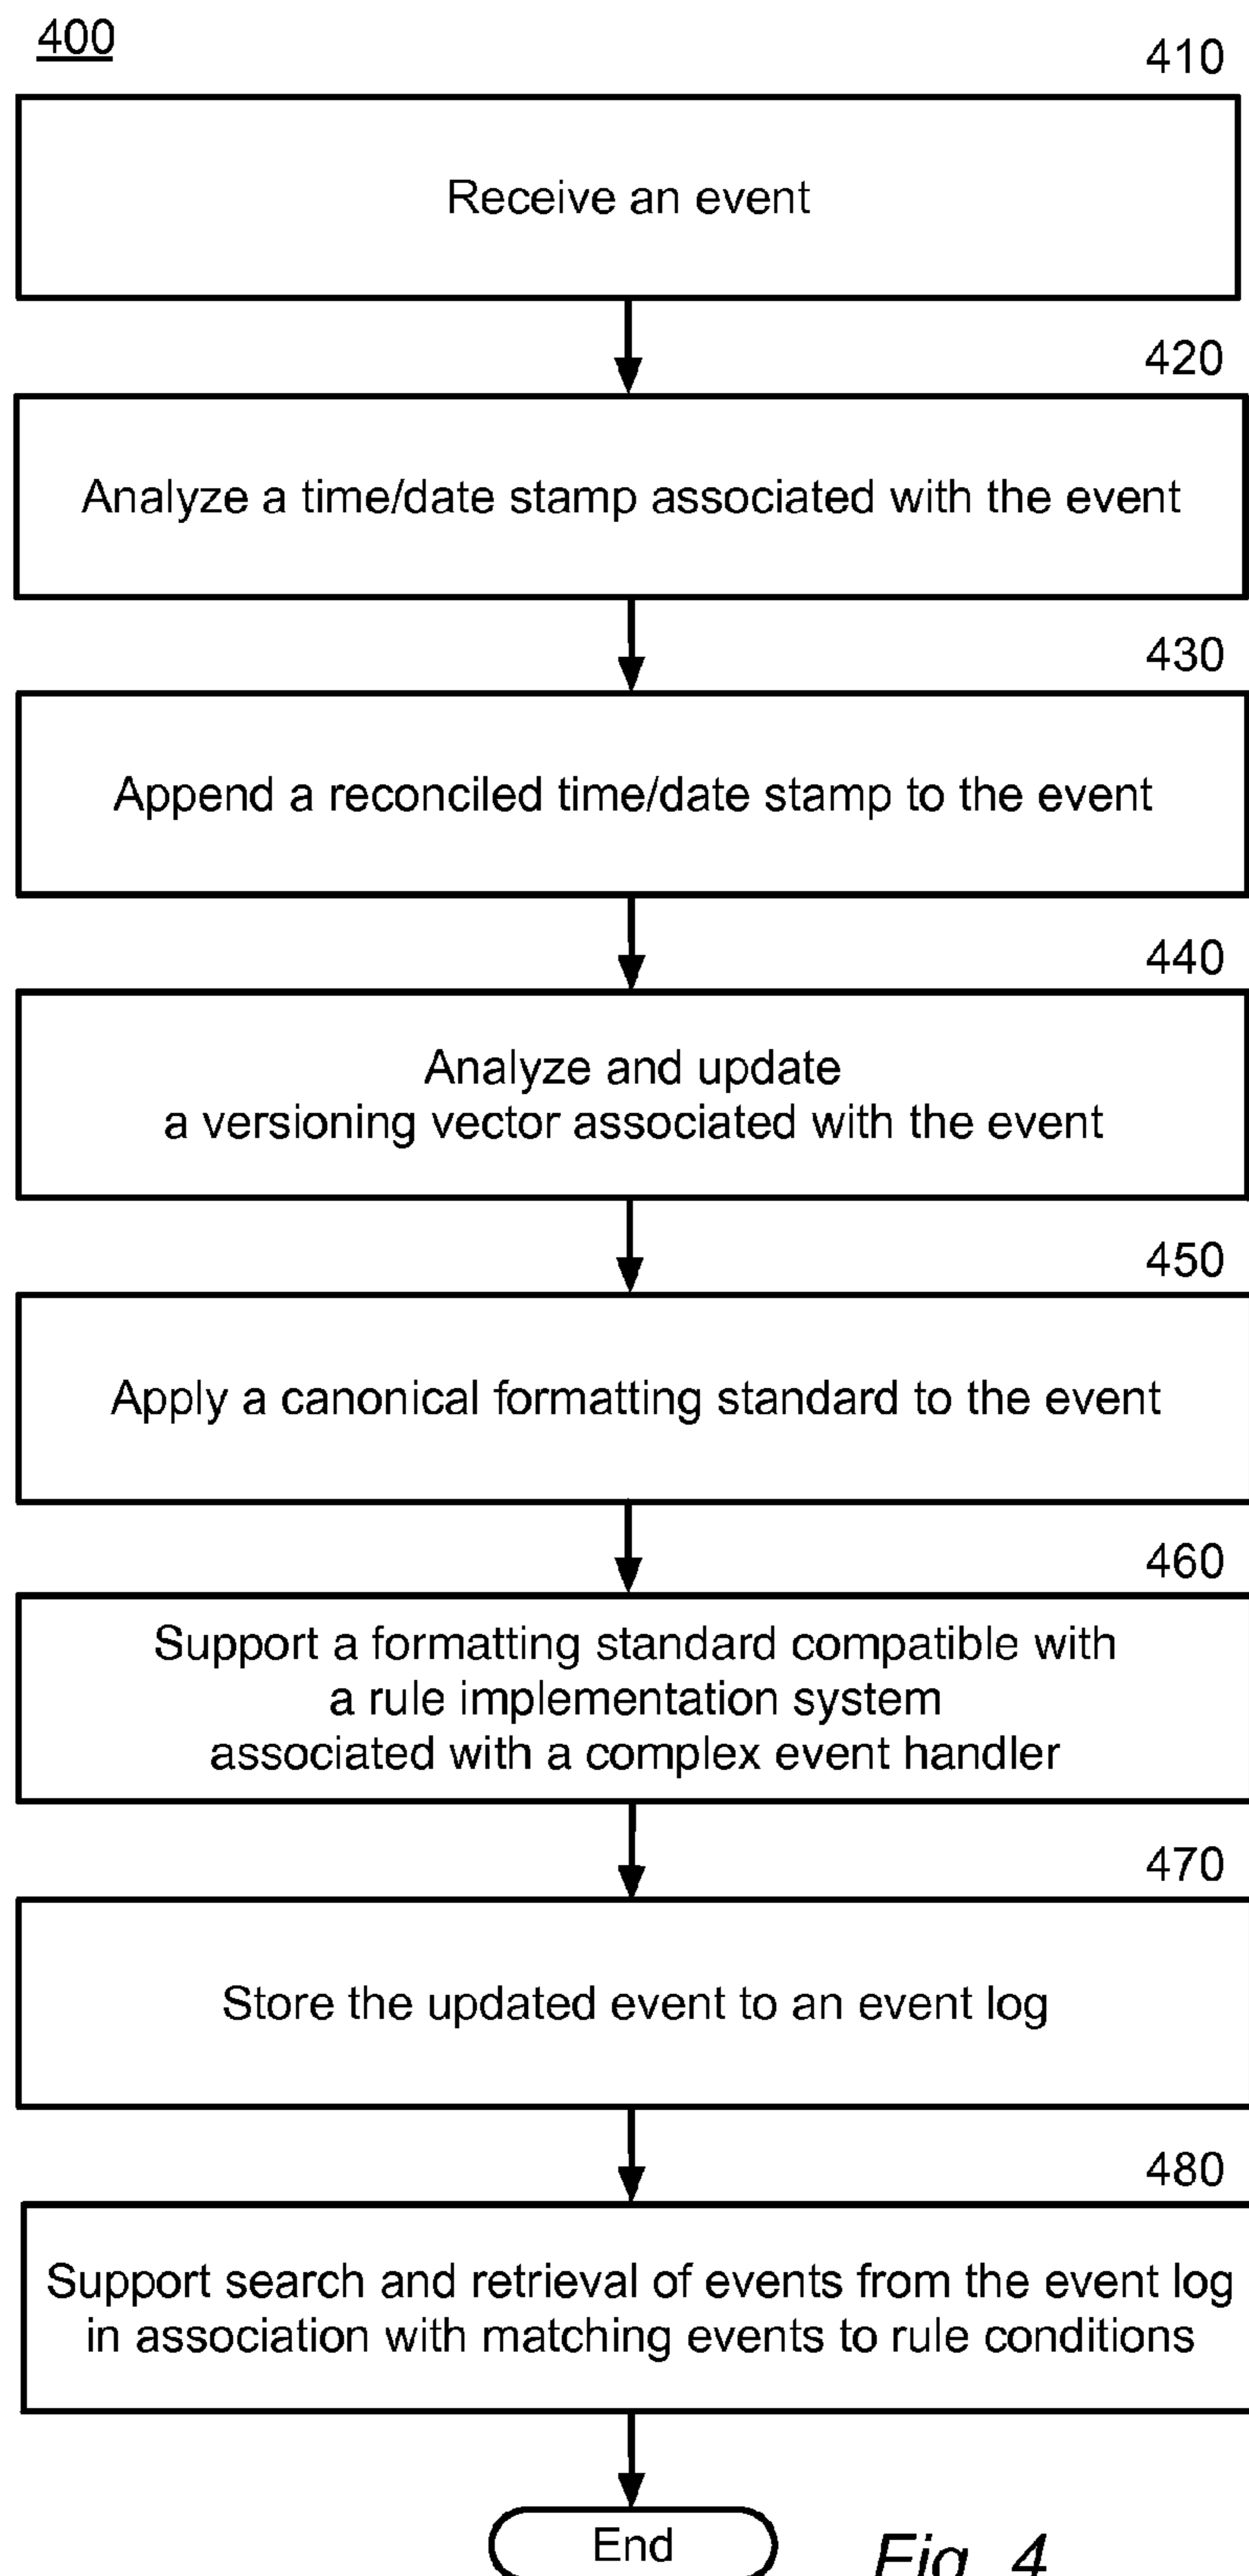 400
410
Receive an event
420
Analyze a time/date stamp associated with the event
430
Append a reconciled time/date stamp to the event
440
Analyze and update
a versioning vector associated with the event
450
Apply a canonical formatting standard to the event
460
Support a formatting standard compatible with
a rule implementation system
associated with a complex event handler
470
Store the updated event to an event log
480
Support search and retrieval of events from the event log
in association with matching events to rule conditions
End
Fig. 4